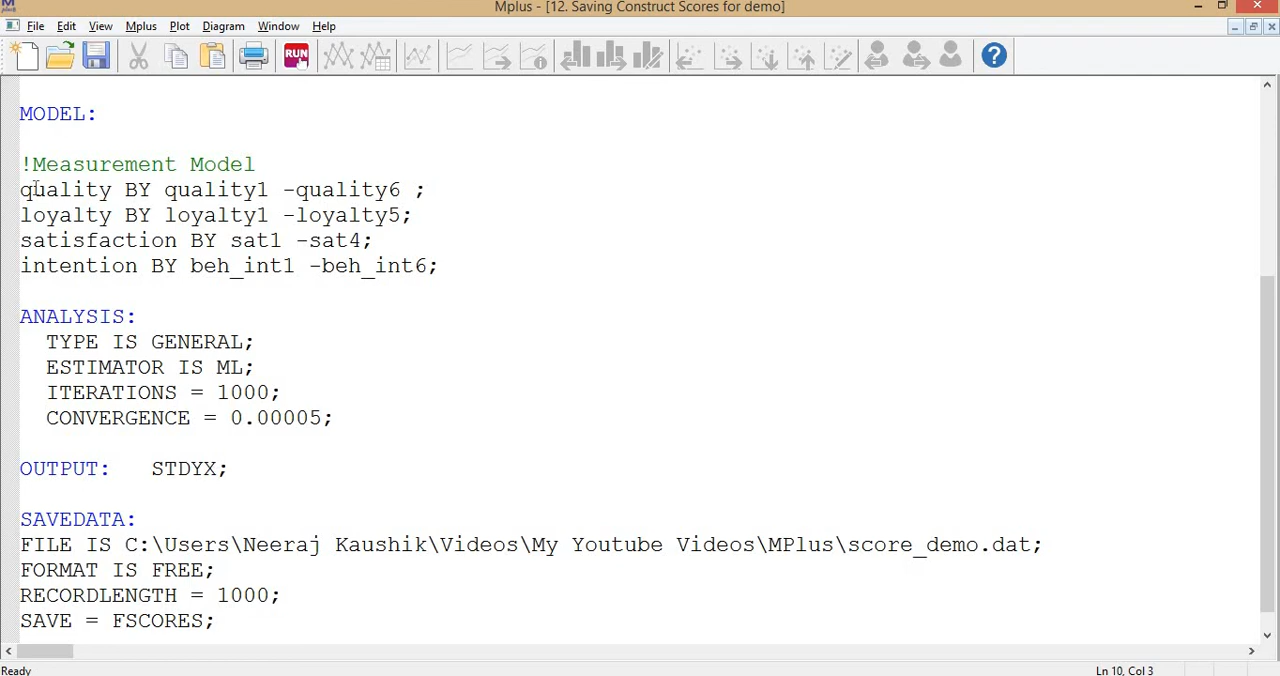 Mplus - [12. Saving Construct Scores for demo]
File Edit View Mplus Plot Diagram Window Help
RUN
MODEL:
!Measurement Model
quality BY quality1 -quality6 ;
loyalty BY loyalty1 -loyalty5;
satisfaction BY sat1 -sat4;
intention BY beh_int1 -beh_int6;
ANALYSIS:
TYPE IS GENERAL;
ESTIMATOR IS ML;
ITERATIONS = 1000;
CONVERGENCE = 0.00005;
OUTPUT: STDYX;
SAVEDATA:
FILE IS C:\Users\Neeraj Kaushik\Videos\My Youtube Videos\MPlus\score_demo.dat;
FORMAT IS FREE;
RECORDLENGTH = 1000;
SAVE = FSCORES;
Ready Ln 10, Col 3